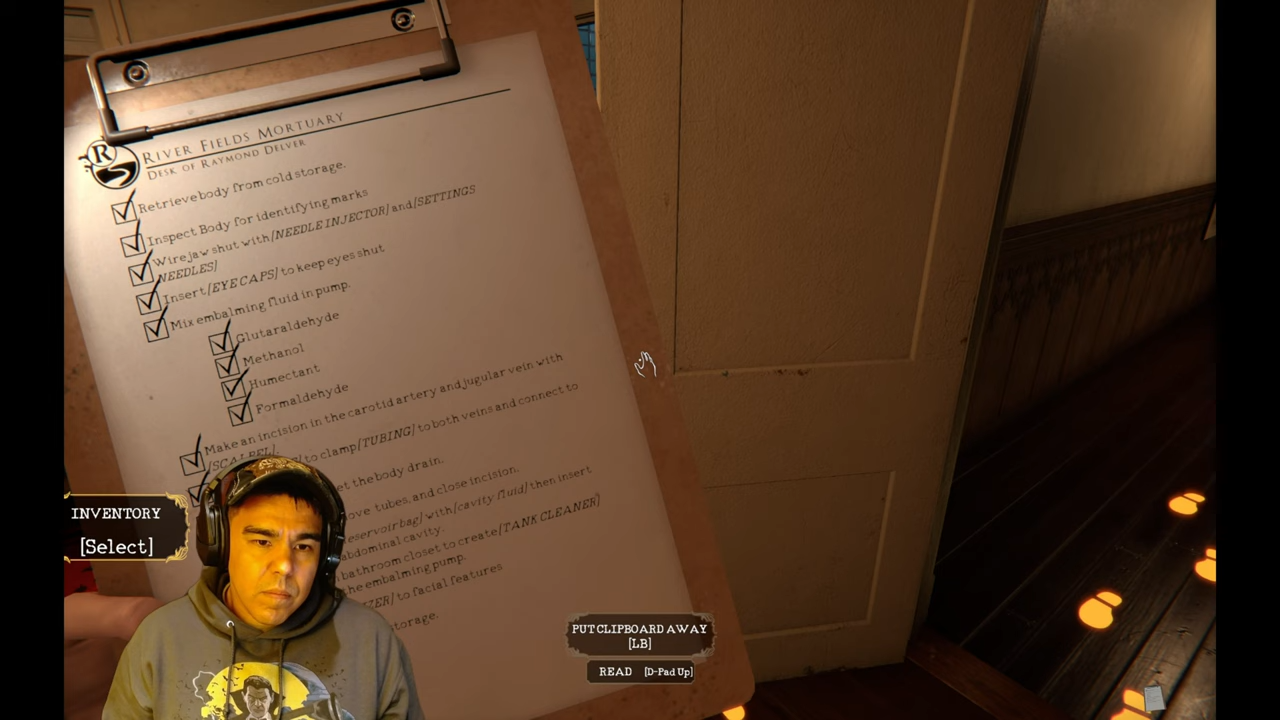 R
RIVER FIELDS MORTUARY
DESK OF RAYMOND DELVER
Retrieve body from cold storage.
Inspect Body for identifying marks
Wire jaw shut with [NEEDLE INJECTOR] and [SETTINGS
NEEDLES]
Insert [EYE CAPS] to keep eyes shut
Mix embalming fluid in pump.
Glutaraldehyde
Methanol
Humectant
Formaldehyde
Make an incision in the carotid artery and jugular vein with
[SCALPEL].
to clamp [TUBING] to both veins and connect to
let the body drain.
tubes, and close incision.
with [cavity fluid] then insert
abdominal cavity.
bathroom closet to create [TANK CLEANER]
the embalming pump.
to facial features
storage.
INVENTORY
[Select]
PUT CLIPBOARD AWAY
[LB]
READ [D-Pad Up]